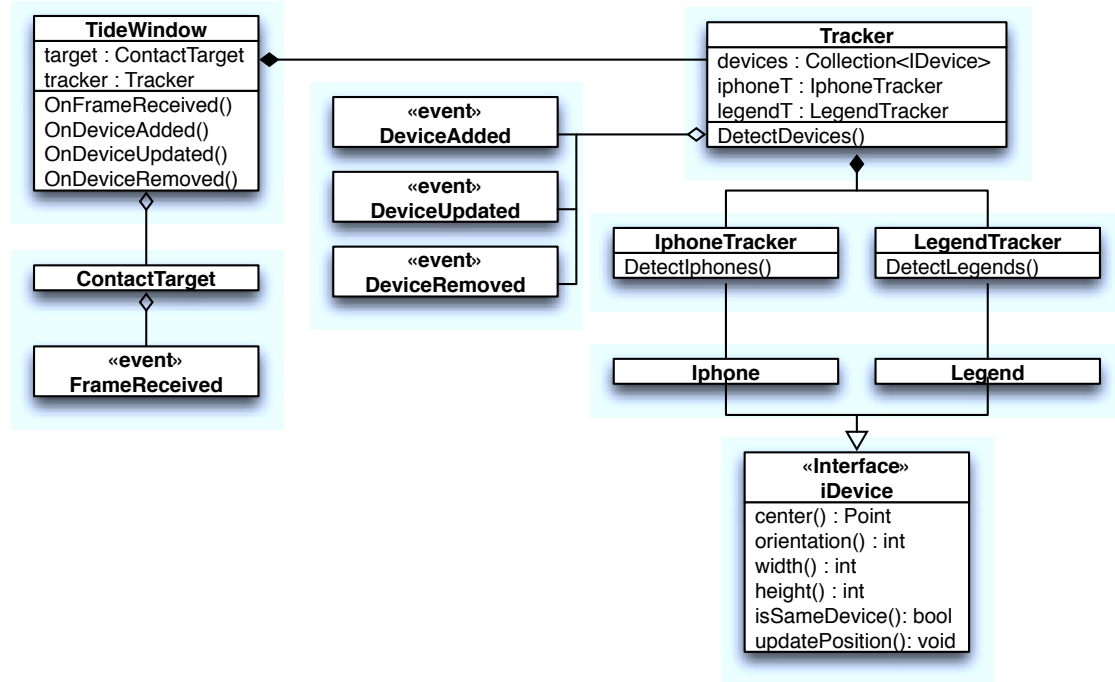 TideWindow
target : ContactTarget
tracker : Tracker
OnFrameReceived()
OnDeviceAdded()
OnDeviceUpdated()
OnDeviceRemoved()
ContactTarget
«event»
FrameReceived
«event»
DeviceAdded
«event»
DeviceUpdated
«event»
DeviceRemoved
Tracker
devices : Collection<IDevice>
iphoneT : IphoneTracker
legendT : LegendTracker
DetectDevices()
IphoneTracker
DetectIphones()
LegendTracker
DetectLegends()
Iphone
Legend
«Interface»
iDevice
center() : Point
orientation() : int
width() : int
height() : int
isSameDevice(): bool
updatePosition(): void